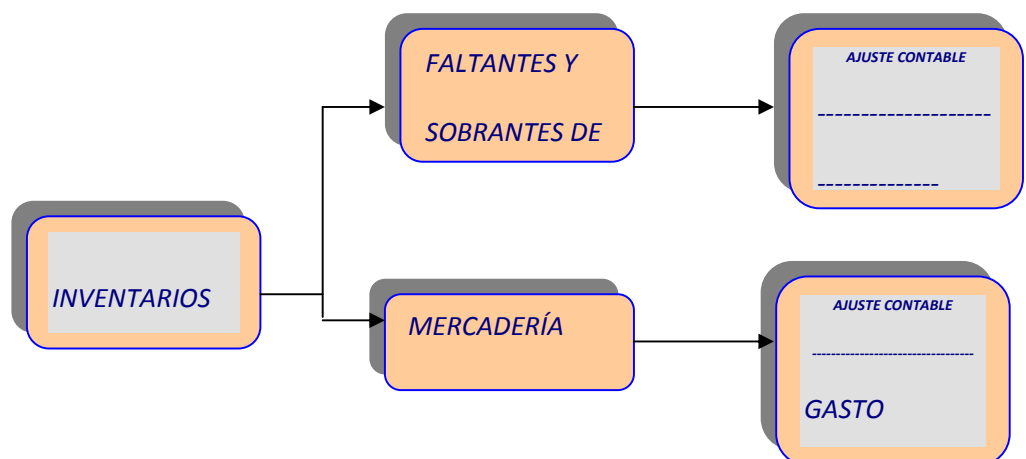 FALTANTES Y
SOBRANTES DE
AJUSTE CONTABLE
--------------------
--------------
INVENTARIOS
MERCADERÍA
AJUSTE CONTABLE
----------------------------------
GASTO